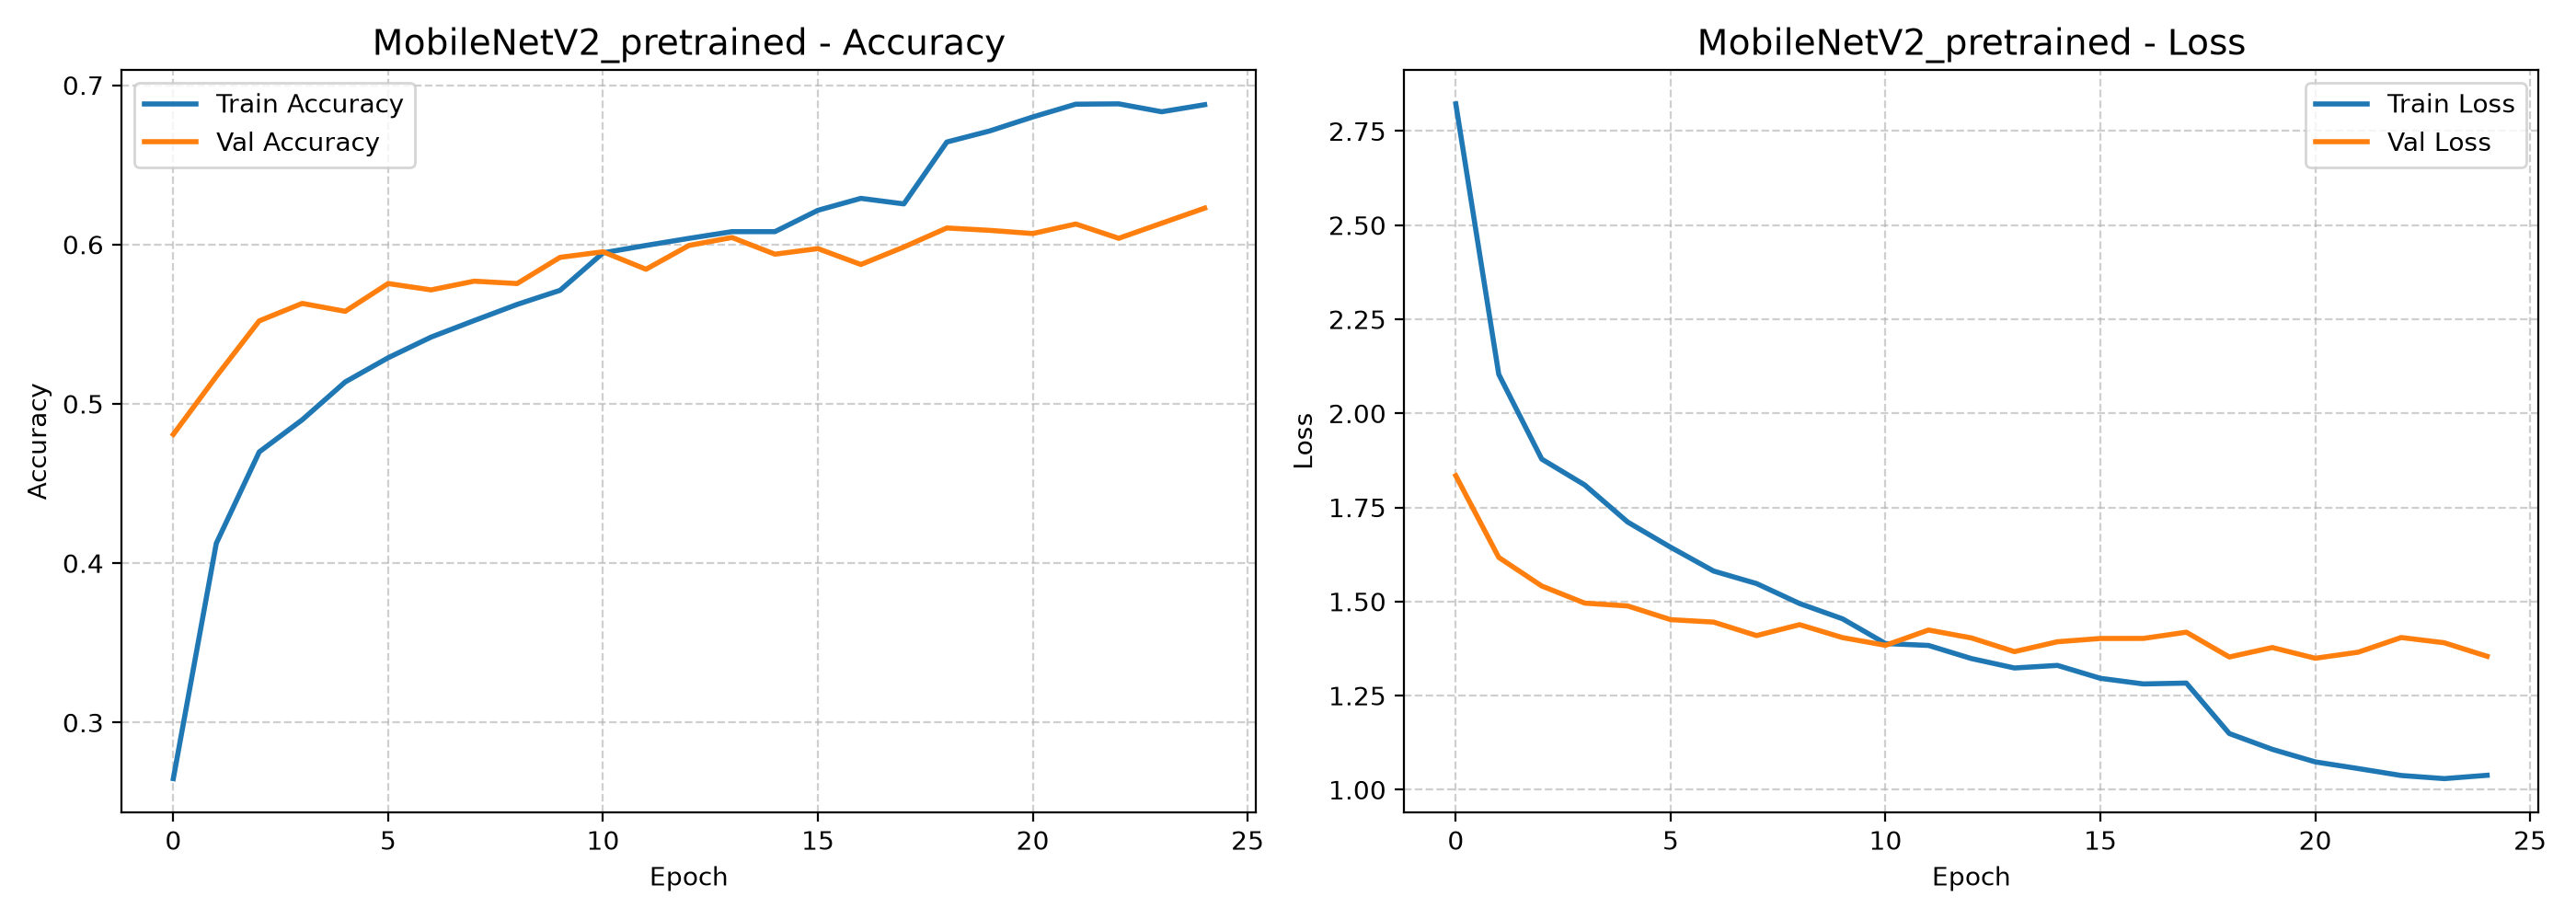 MobileNetV2_pretrained - Accuracy
Train Accuracy
Val Accuracy
0.7
0.6
0.5
0.4
0.3
Accuracy
0
5
10
15
20
25
Epoch
MobileNetV2_pretrained - Loss
Train Loss
Val Loss
2.75
2.50
2.25
2.00
1.75
1.50
1.25
1.00
Loss
0
5
10
15
20
25
Epoch